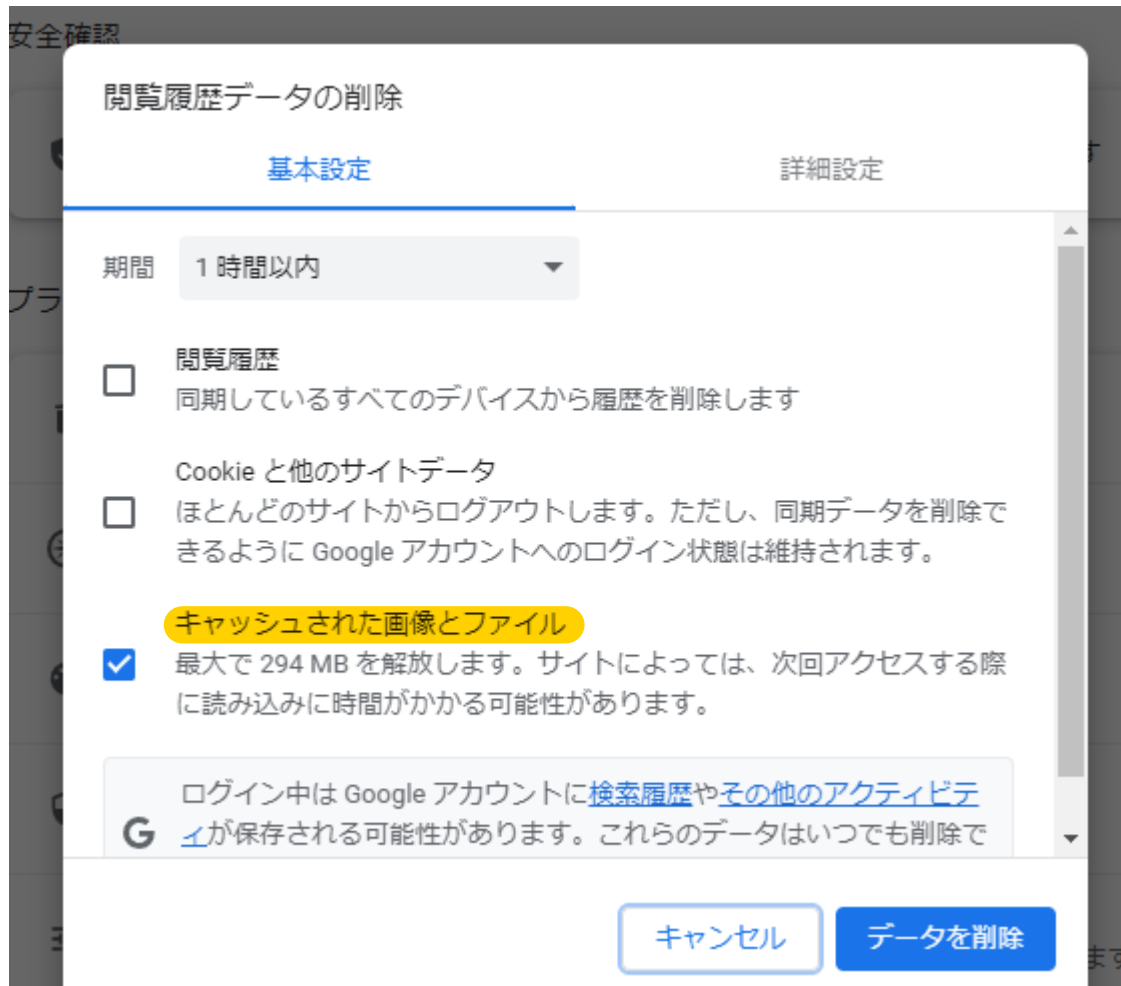 安全確認
閲覧履歴データの削除
基本設定
詳細設定
す
期間
1 時間以内
プラ
閲覧履歴
同期しているすべてのデバイスから履歴を削除します
Cookie と他のサイトデータ
ほとんどのサイトからログアウトします。ただし、同期データを削除で
きるように Google アカウントへのログイン状態は維持されます。
キャッシュされた画像とファイル
最大で 294 MB を解放します。サイトによっては、次回アクセスする際
に読み込みに時間がかかる可能性があります。
ログイン中は Google アカウントに検索履歴やその他のアクティビテ
ィが保存される可能性があります。これらのデータはいつでも削除で
キャンセル
データを削除
ます